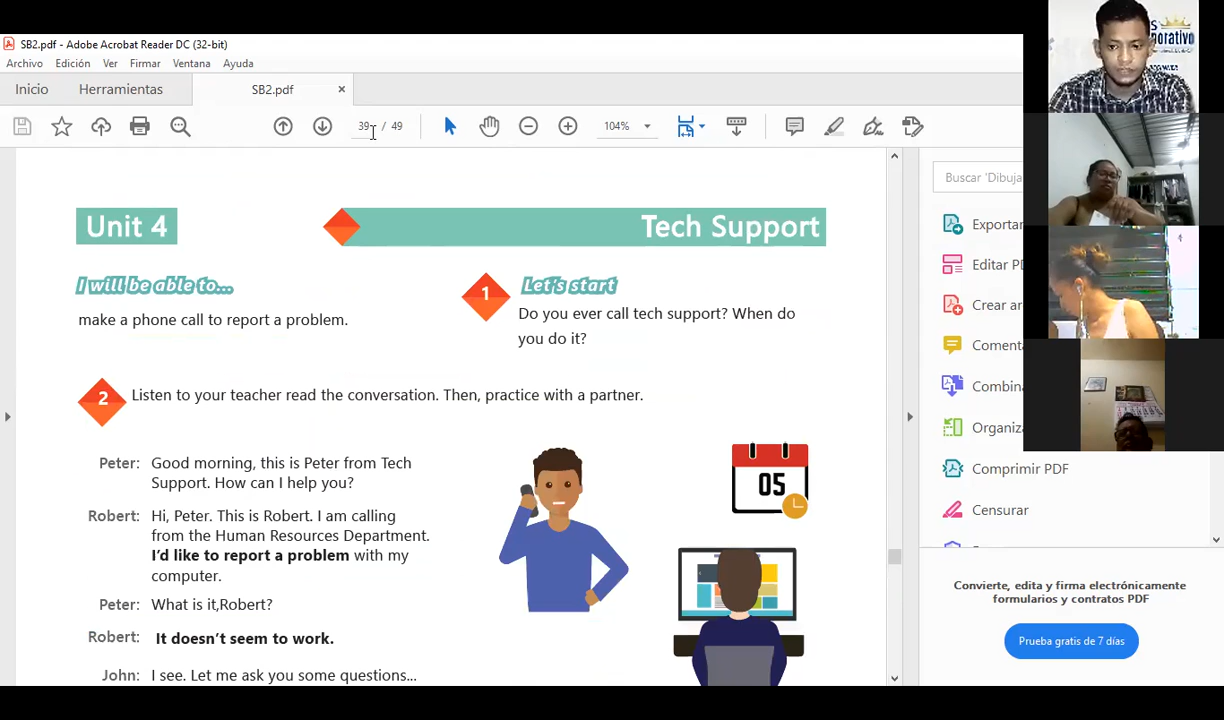 SB2.pdf - Adobe Acrobat Reader DC (32-bit)
Archivo Edición Ver Firmar Ventana Ayuda
Inicio Herramientas SB2.pdf ×
39 / 49 104%
Unit 4 Tech Support
I will be able to...
make a phone call to report a problem.
1 Let's start
Do you ever call tech support? When do
you do it?
2 Listen to your teacher read the conversation. Then, practice with a partner.
Peter: Good morning, this is Peter from Tech
Support. How can I help you?
Robert: Hi, Peter. This is Robert. I am calling
from the Human Resources Department.
I'd like to report a problem with my
computer.
Peter: What is it,Robert?
Robert: It doesn't seem to work.
John: I see. Let me ask you some questions...
05
Buscar 'Dibuja
Exportar
Editar PD
Crear ar
Comenta
Combina
Organiza
Comprimir PDF
Censurar
Convierte, edita y firma electrónicamente
formularios y contratos PDF
Prueba gratis de 7 días